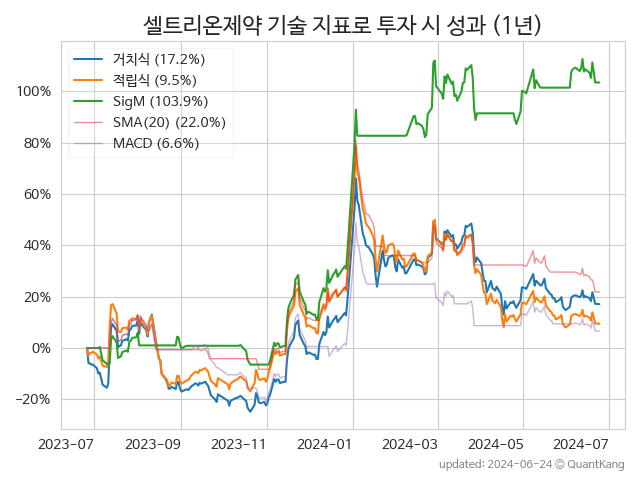 셀트리온제약 기술 지표로 투자 시 성과 (1년)
거치식 (17.2%)
적립식 (9.5%)
SigM (103.9%)
SMA(20) (22.0%)
MACD (6.6%)
100%
80%
60%
40%
20%
0%
−20%
2023-07 2023-09 2023-11 2024-01 2024-03 2024-05 2024-07
updated: 2024-06-24 ⓒ QuantKang